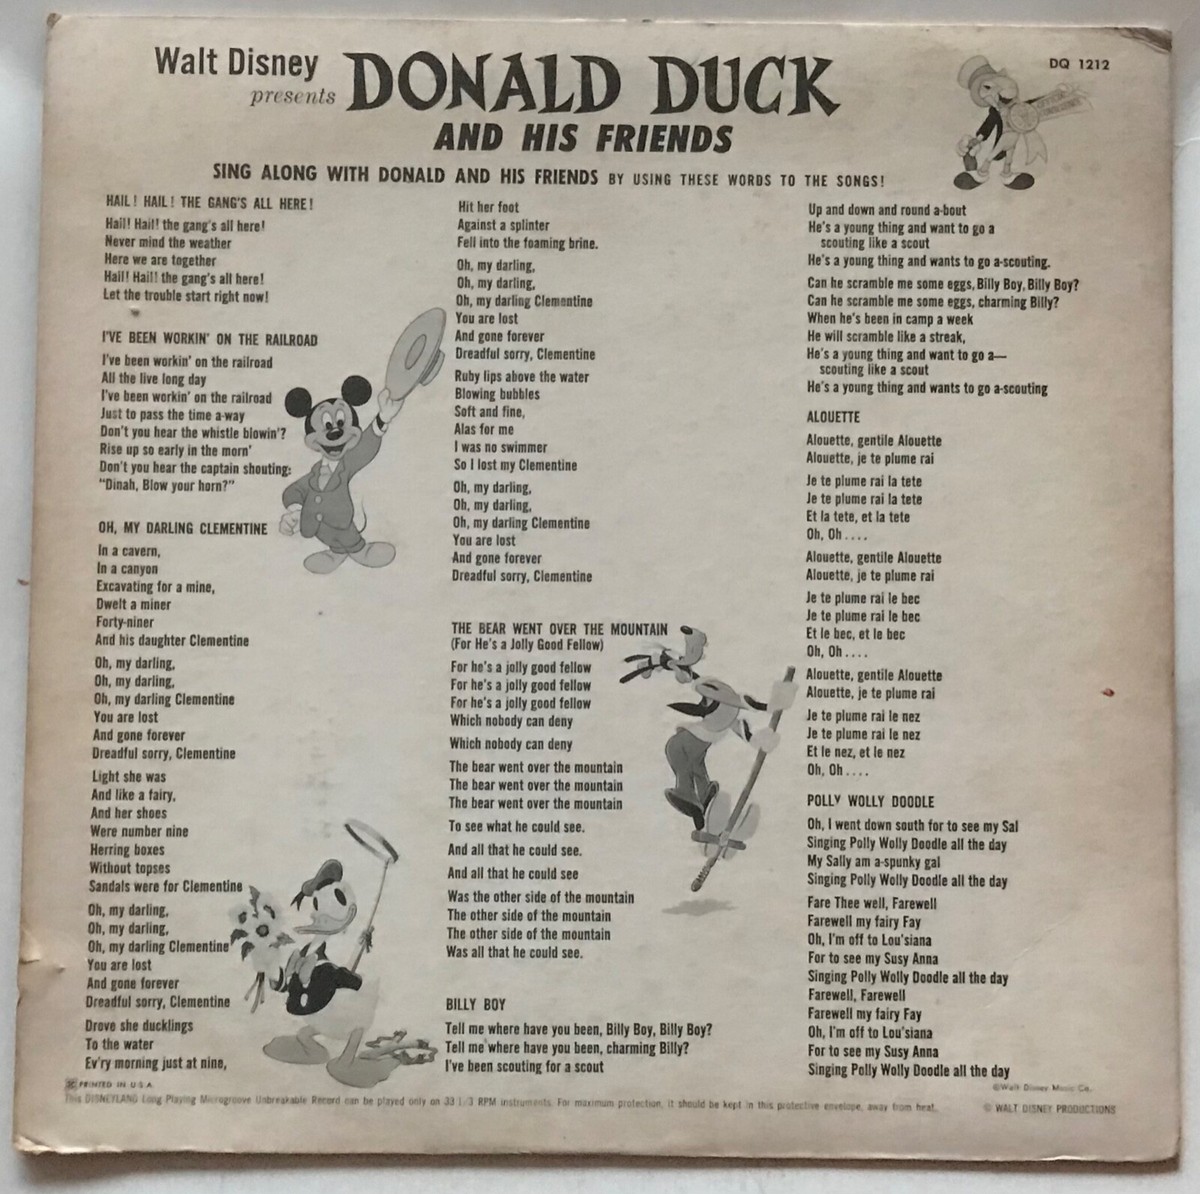 Walt Disney
presents
DONALD DUCK
AND HIS FRIENDS
DQ 1212
SING ALONG WITH DONALD AND HIS FRIENDS BY USING THESE WORDS TO THE SONGS!
HAIL! HAIL! THE GANG'S ALL HERE!
Hail! Hail! the gang's all here!
Never mind the weather
Here we are together
Hail! Hail! the gang's all here!
Let the trouble start right now!
I'VE BEEN WORKIN' ON THE RAILROAD
I've been workin' on the railroad
All the live long day
I've been workin' on the railroad
Just to pass the time a-way
Don't you hear the whistle blowin'?
Rise up so early in the morn'
Don't you hear the captain shouting:
"Dinah, Blow your horn?"
OH, MY DARLING CLEMENTINE
In a cavern,
In a canyon
Excavating for a mine,
Dwelt a miner
Forty-niner
And his daughter Clementine
Oh, my darling,
Oh, my darling,
Oh, my darling Clementine
You are lost
And gone forever
Dreadful sorry, Clementine
Light she was
And like a fairy,
And her shoes
Were number nine
Herring boxes
Without topses
Sandals were for Clementine
Oh, my darling,
Oh, my darling,
Oh, my darling Clementine
You are lost
And gone forever
Dreadful sorry, Clementine
Drove she ducklings
To the water
Ev'ry morning just at nine,
Hit her foot
Against a splinter
Fell into the foaming brine.
Oh, my darling,
Oh, my darling,
Oh, my darling Clementine
You are lost
And gone forever
Dreadful sorry, Clementine
Ruby lips above the water
Blowing bubbles
Soft and fine,
Alas for me
I was no swimmer
So I lost my Clementine
Oh, my darling,
Oh, my darling,
Oh, my darling Clementine
You are lost
And gone forever
Dreadful sorry, Clementine
THE BEAR WENT OVER THE MOUNTAIN
(For He's a Jolly Good Fellow)
For he's a jolly good fellow
For he's a jolly good fellow
For he's a jolly good fellow
Which nobody can deny
Which nobody can deny
The bear went over the mountain
The bear went over the mountain
The bear went over the mountain
To see what he could see.
And all that he could see.
And all that he could see
Was the other side of the mountain
The other side of the mountain
The other side of the mountain
Was all that he could see.
BILLY BOY
Tell me where have you been, Billy Boy, Billy Boy?
Tell me where have you been, charming Billy?
I've been scouting for a scout
Up and down and round a-bout
He's a young thing and want to go a
scouting like a scout
He's a young thing and wants to go a-scouting.
Can he scramble me some eggs, Billy Boy, Billy Boy?
Can he scramble me some eggs, charming Billy?
When he's been in camp a week
He will scramble like a streak,
He's a young thing and want to go a—
scouting like a scout
He's a young thing and wants to go a-scouting
ALOUETTE
Alouette, gentile Alouette
Alouette, je te plume rai
Je te plume rai la tete
Je te plume rai la tete
Et la tete, et la tete
Oh, Oh....
Alouette, gentile Alouette
Alouette, je te plume rai
Je te plume rai le bec
Je te plume rai le bec
Et le bec, et le bec
Oh, Oh....
Alouette, gentile Alouette
Alouette, je te plume rai
Je te plume rai le nez
Je te plume rai le nez
Et le nez, et le nez
Oh, Oh....
POLLY WOLLY DOODLE
Oh, I went down south for to see my Sal
Singing Polly Wolly Doodle all the day
My Sally am a-spunky gal
Singing Polly Wolly Doodle all the day
Fare Thee well, Farewell
Farewell my fairy Fay
Oh, I'm off to Lou'siana
For to see my Susy Anna
Singing Polly Wolly Doodle all the day
Farewell, Farewell
Farewell my fairy Fay
Oh, I'm off to Lou'siana
For to see my Susy Anna
Singing Polly Wolly Doodle all the day
© Walt Disney Music Co.
PRINTED IN U.S.A.
This DISNEYLAND Long Playing Microgroove Unbreakable Record can be played only on 33 1/3 RPM instruments. For maximum protection, it should be kept in this protective envelope, away from heat.
© WALT DISNEY PRODUCTIONS